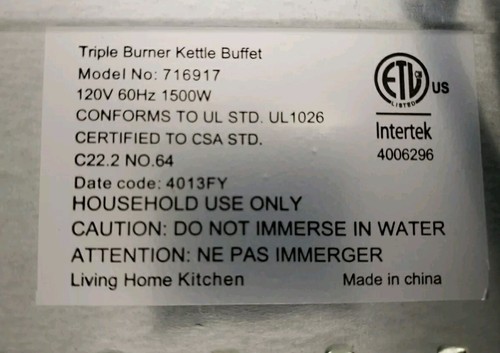 Triple Burner Kettle Buffet
Model No: 716917
120V 60Hz 1500W
CONFORMS TO UL STD. UL1026
CERTIFIED TO CSA STD.
C22.2 NO.64
Date code: 4013FY
HOUSEHOLD USE ONLY
CAUTION: DO NOT IMMERSE IN WATER
ATTENTION: NE PAS IMMERGER
Living Home Kitchen
Made in china
ETL
CM
US
LISTED
Intertek
4006296